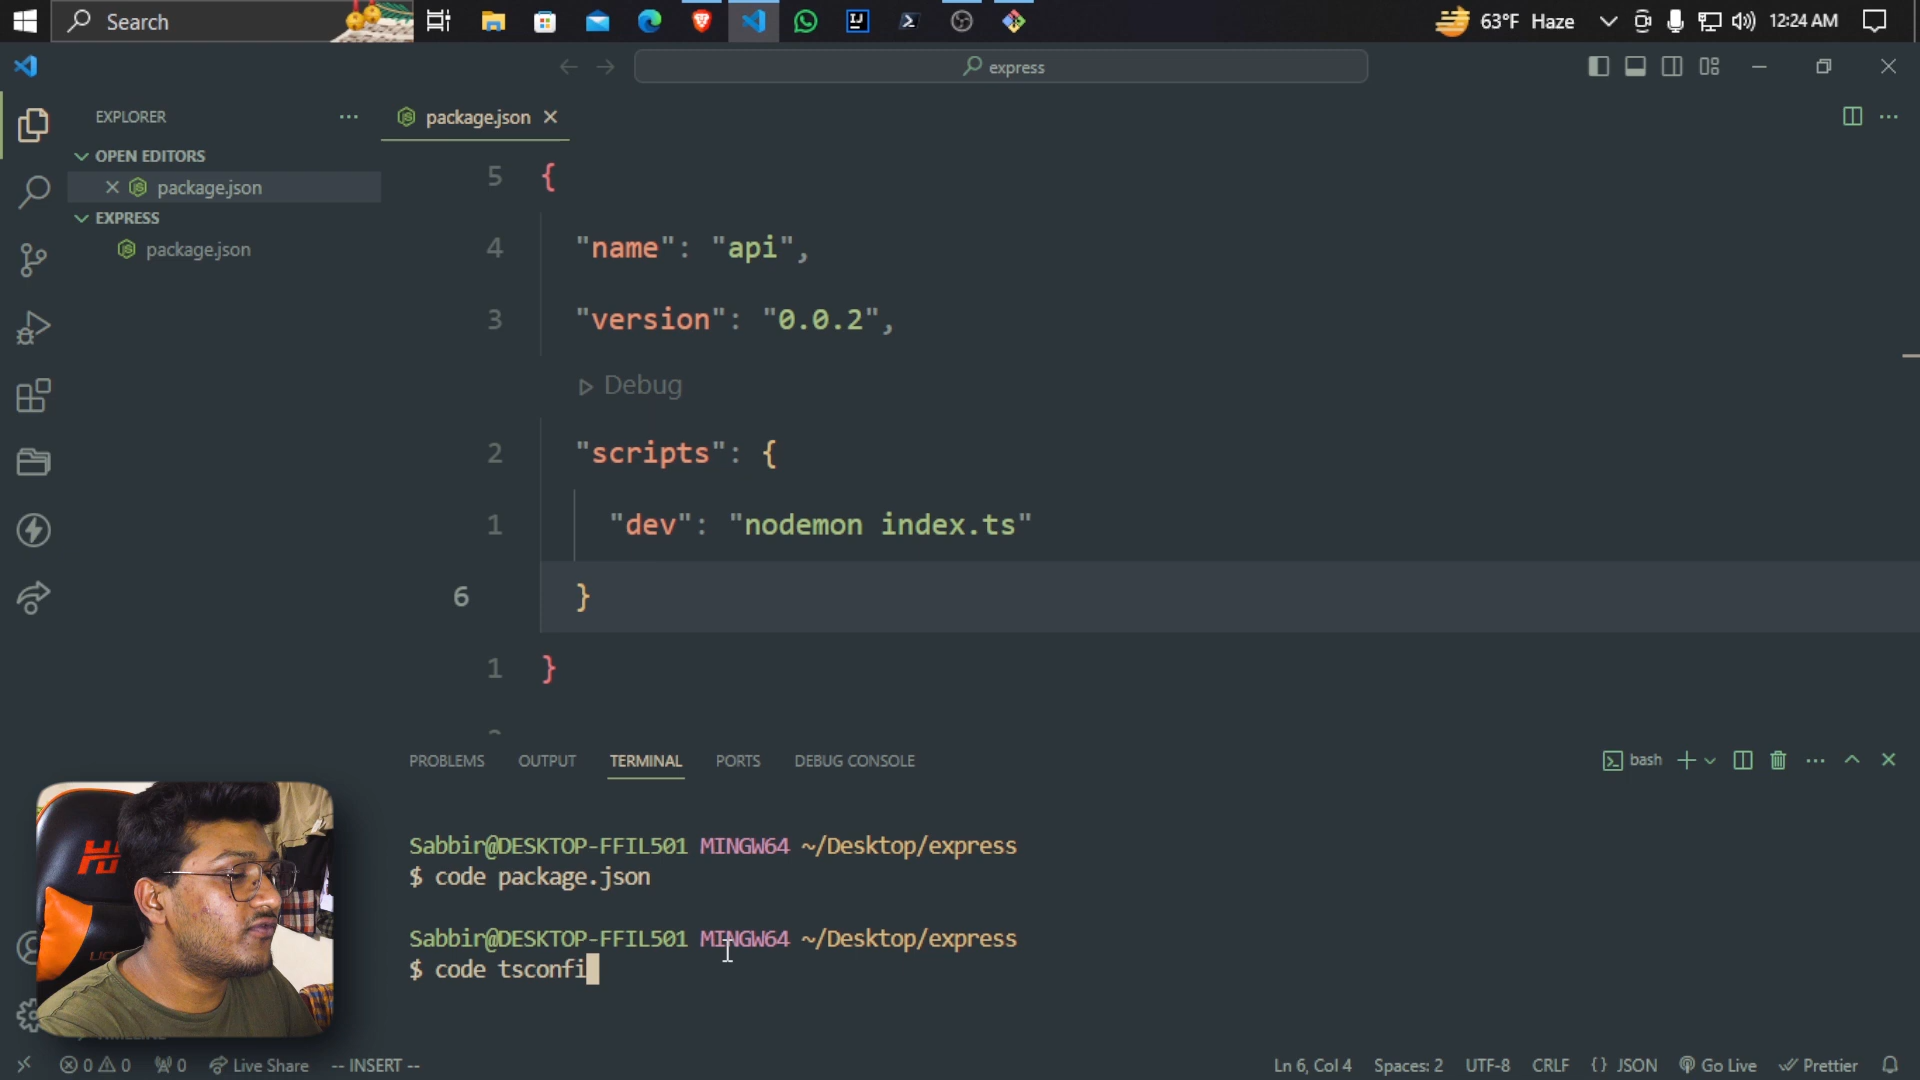 Search
63°F Haze
12:24 AM
express
EXPLORER
package.json
OPEN EDITORS
package.json
EXPRESS
package.json
5 {
4 "name": "api",
3 "version": "0.0.2",
Debug
2 "scripts": {
1 "dev": "nodemon index.ts"
6 }
1 }
PROBLEMS OUTPUT TERMINAL PORTS DEBUG CONSOLE
bash
Sabbir@DESKTOP-FFIL501 MINGW64 ~/Desktop/express
$ code package.json
Sabbir@DESKTOP-FFIL501 MINGW64 ~/Desktop/express
$ code tsconfi
0 0 0 Live Share -- INSERT --
Ln 6, Col 4 Spaces: 2 UTF-8 CRLF {} JSON Go Live Prettier